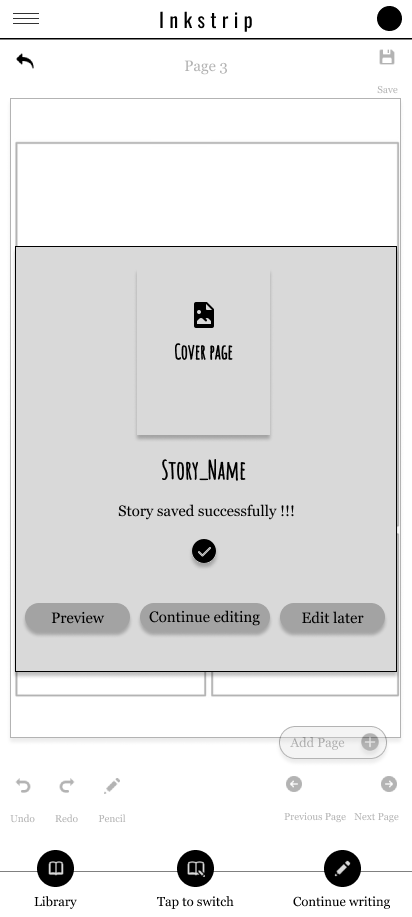 Inkstrip
Page 3
Save
Cover page
Story_Name
Story saved successfully !!!
Preview
Continue editing
Edit later
Add Page
Undo
Redo
Pencil
Previous Page
Next Page
Library
Tap to switch
Continue writing